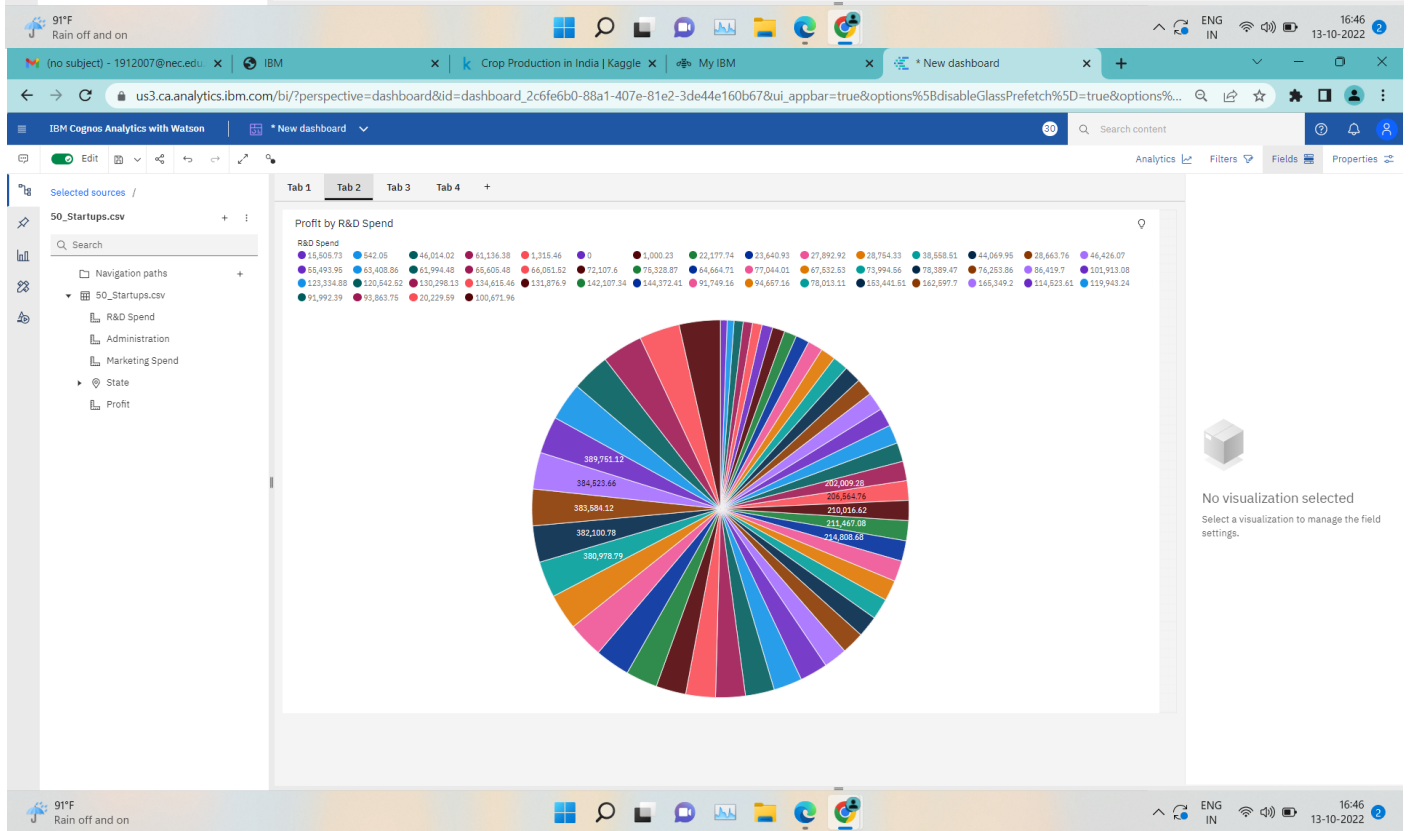 91°F
Rain off and on
ENG
IN
16:46
13-10-2022
2
(no subject) - 1912007@nec.edu.
IBM
Crop Production in India | Kaggle
My IBM
* New dashboard
us3.ca.analytics.ibm.com/bi/?perspective=dashboard&id=dashboard_2c6fe6b0-88a1-407e-81e2-3de44e160b67&ui_appbar=true&options%5BdisableGlassPrefetch%5D=true&options%...
IBM Cognos Analytics with Watson
* New dashboard
30
Search content
Edit
Analytics
Filters
Fields
Properties
Selected sources /
Tab 1 Tab 2 Tab 3 Tab 4 +
50_Startups.csv
Search
Navigation paths
50_Startups.csv
R&D Spend
Administration
Marketing Spend
State
Profit
Profit by R&D Spend
R&D Spend
15,505.73 542.05 46,014.02 61,136.38 1,315.46 0 1,000.23 22,177.74 23,640.93 27,892.92 28,754.33 38,558.51 44,069.95 28,663.76 46,426.07
55,493.95 63,408.86 61,994.48 65,605.48 66,051.52 72,107.6 75,328.87 64,664.71 77,044.01 67,532.53 73,994.56 78,389.47 76,253.86 86,419.7 101,913.08
123,334.88 120,542.52 130,298.13 134,615.46 131,876.9 142,107.34 144,372.41 91,749.16 94,657.16 78,013.11 153,441.51 162,597.7 165,349.2 114,523.61 119,943.24
91,992.39 93,863.75 20,229.59 100,671.96
389,751.12
384,523.66
383,584.12
382,100.78
380,978.79
202,009.28
206,564.76
210,016.62
211,467.08
214,808.68
No visualization selected
Select a visualization to manage the field
settings.
91°F
Rain off and on
ENG
IN
16:46
13-10-2022
2